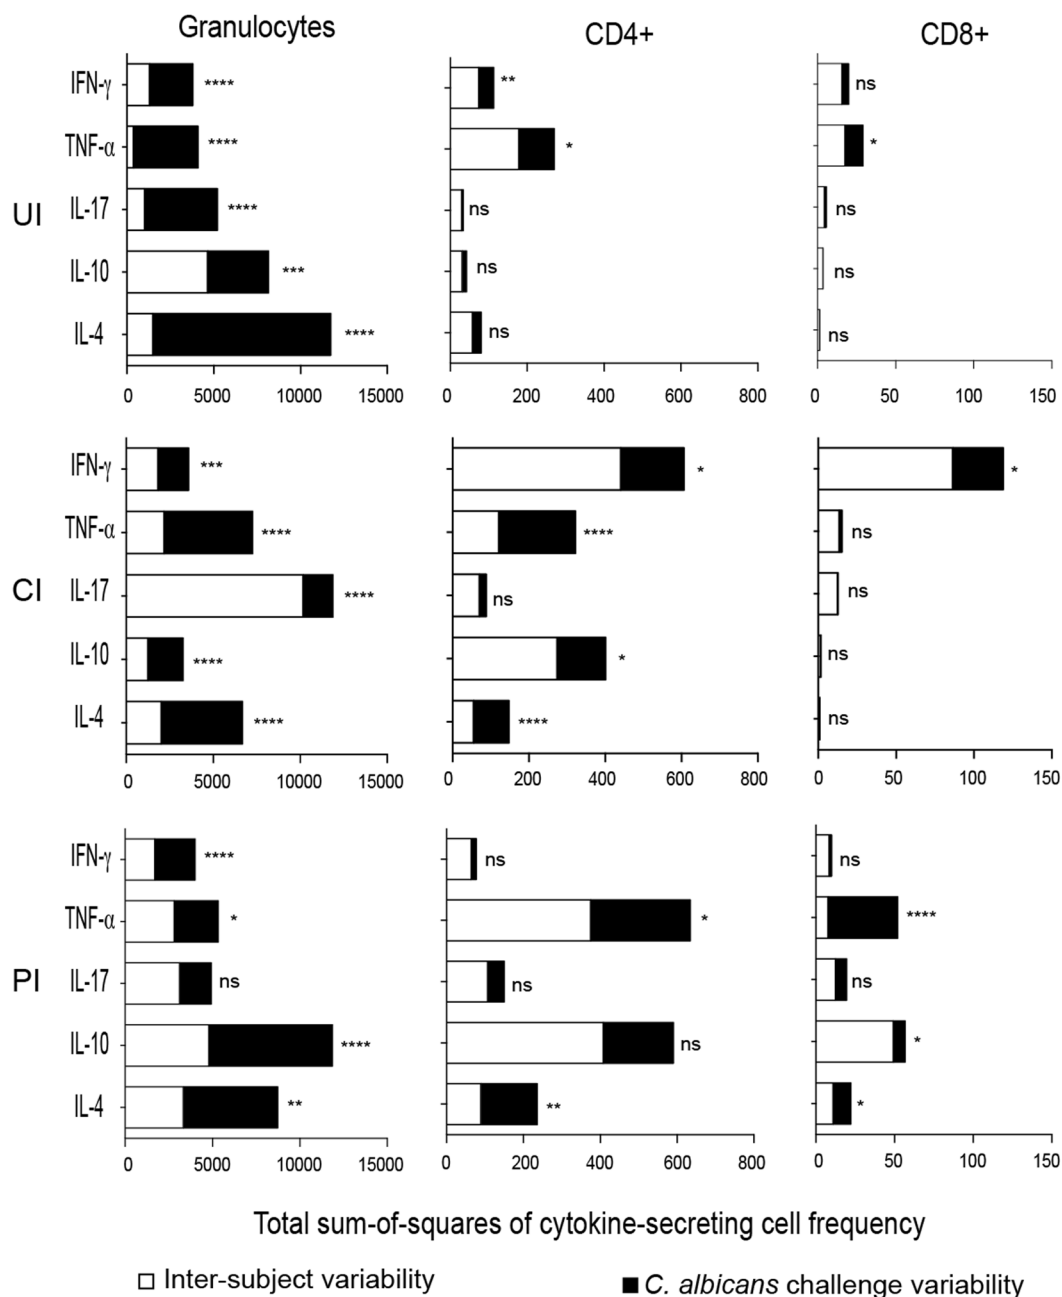 Granulocytes CD4+ CD8+
UI
IFN-γ **** ** ns
TNF-α **** * *
IL-17 **** ns ns
IL-10 *** ns ns
IL-4 **** ns ns
0 5000 10000 15000 0 200 400 600 800 0 50 100 150
CI
IFN-γ *** * *
TNF-α **** **** ns
IL-17 **** ns ns
IL-10 **** * ns
IL-4 **** **** ns
0 5000 10000 15000 0 200 400 600 800 0 50 100 150
PI
IFN-γ **** ns ns
TNF-α * * ****
IL-17 ns ns ns
IL-10 **** ns *
IL-4 ** ** *
0 5000 10000 15000 0 200 400 600 800 0 50 100 150
Total sum-of-squares of cytokine-secreting cell frequency
Inter-subject variability C. albicans challenge variability